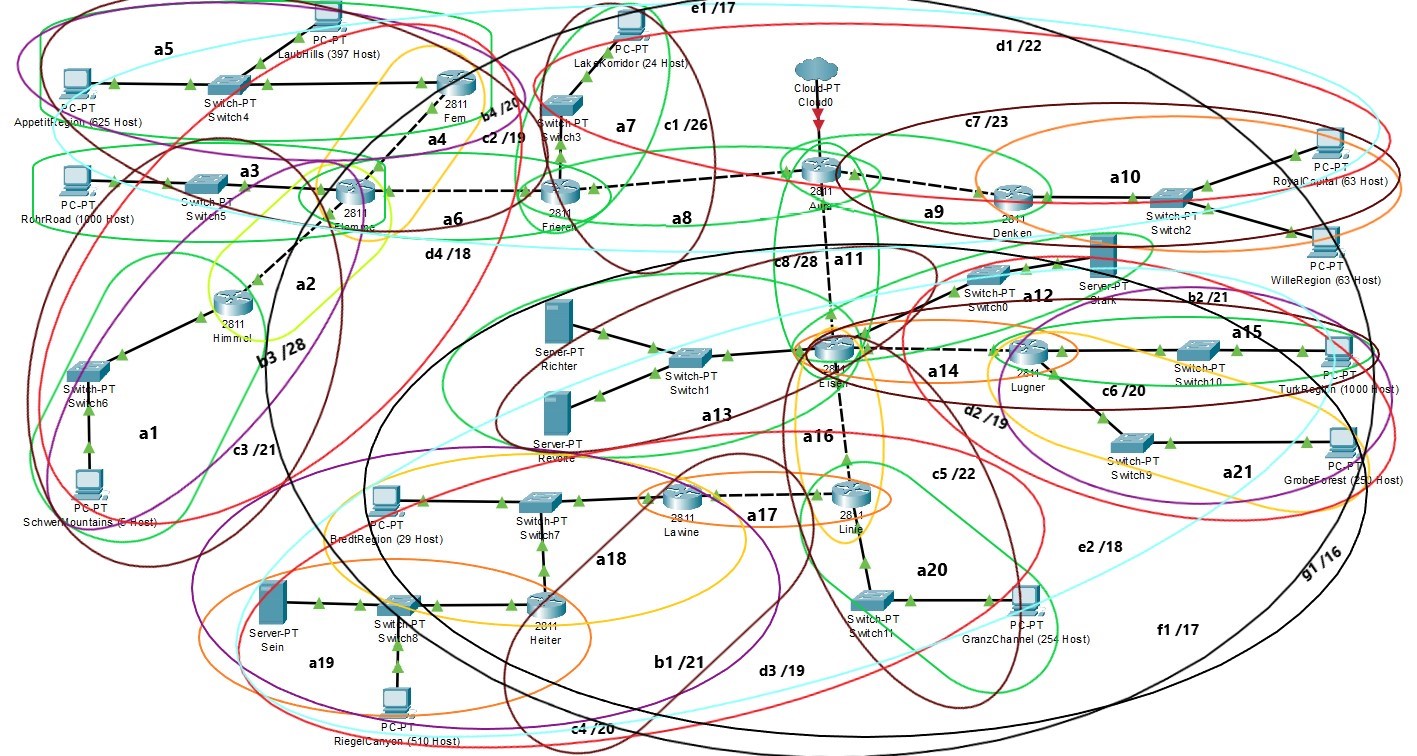 e1 /17
PC-PT
LaubHills (397 Host)
a5
PC-PT
LakeKorridor (24 Host)
d1 /22
PC-PT
AppetitRegion (625 Host)
Switch-PT
Switch4
2811
Fern
b4 /20
Switch-PT
Switch3
Cloud-PT
Cloud0
a4
c2 /19
a7
c1 /26
c7 /23
PC-PT
RohrRoad (1000 Host)
a3
Switch-PT
Switch5
2811
Flamme
a6
2811
Frieren
a8
2811
Aura
a9
2811
Denken
a10
Switch-PT
Switch2
PC-PT
RoyalCapital (63 Host)
PC-PT
WilleRegion (63 Host)
d4 /18
a2
2811
Himmel
b3 /28
c8 /28
a11
Switch-PT
Switch0
a12
Server-PT
Stark
b2 /21
Server-PT
Richter
Switch-PT
Switch1
a13
Server-PT
Revolte
2811
Eisen
a14
2811
Lugner
a15
Switch-PT
Switch10
PC-PT
TurkRegion (1000 Host)
c6 /20
d2 /19
Switch-PT
Switch9
a21
PC-PT
Switch-PT
Switch6
a1
c3 /21
PC-PT
SchwerMountains (5 Host)
a16
c5 /22
PC-PT
BredtRegion (29 Host)
Switch-PT
Switch7
2811
Lawine
a17
2811
Linie
a18
e2 /18
g1 /16
a20
Server-PT
Sein
Switch-PT
Switch8
2811
Heiter
Switch-PT
Switch11
PC-PT
GranzChannel (254 Host)
f1 /17
a19
b1 /21
d3 /19
PC-PT
RiegelCanyon (510 Host)
c4 /20